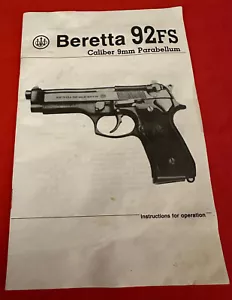 Beretta 92FS
Caliber 9mm Parabellum
Instructions for operation